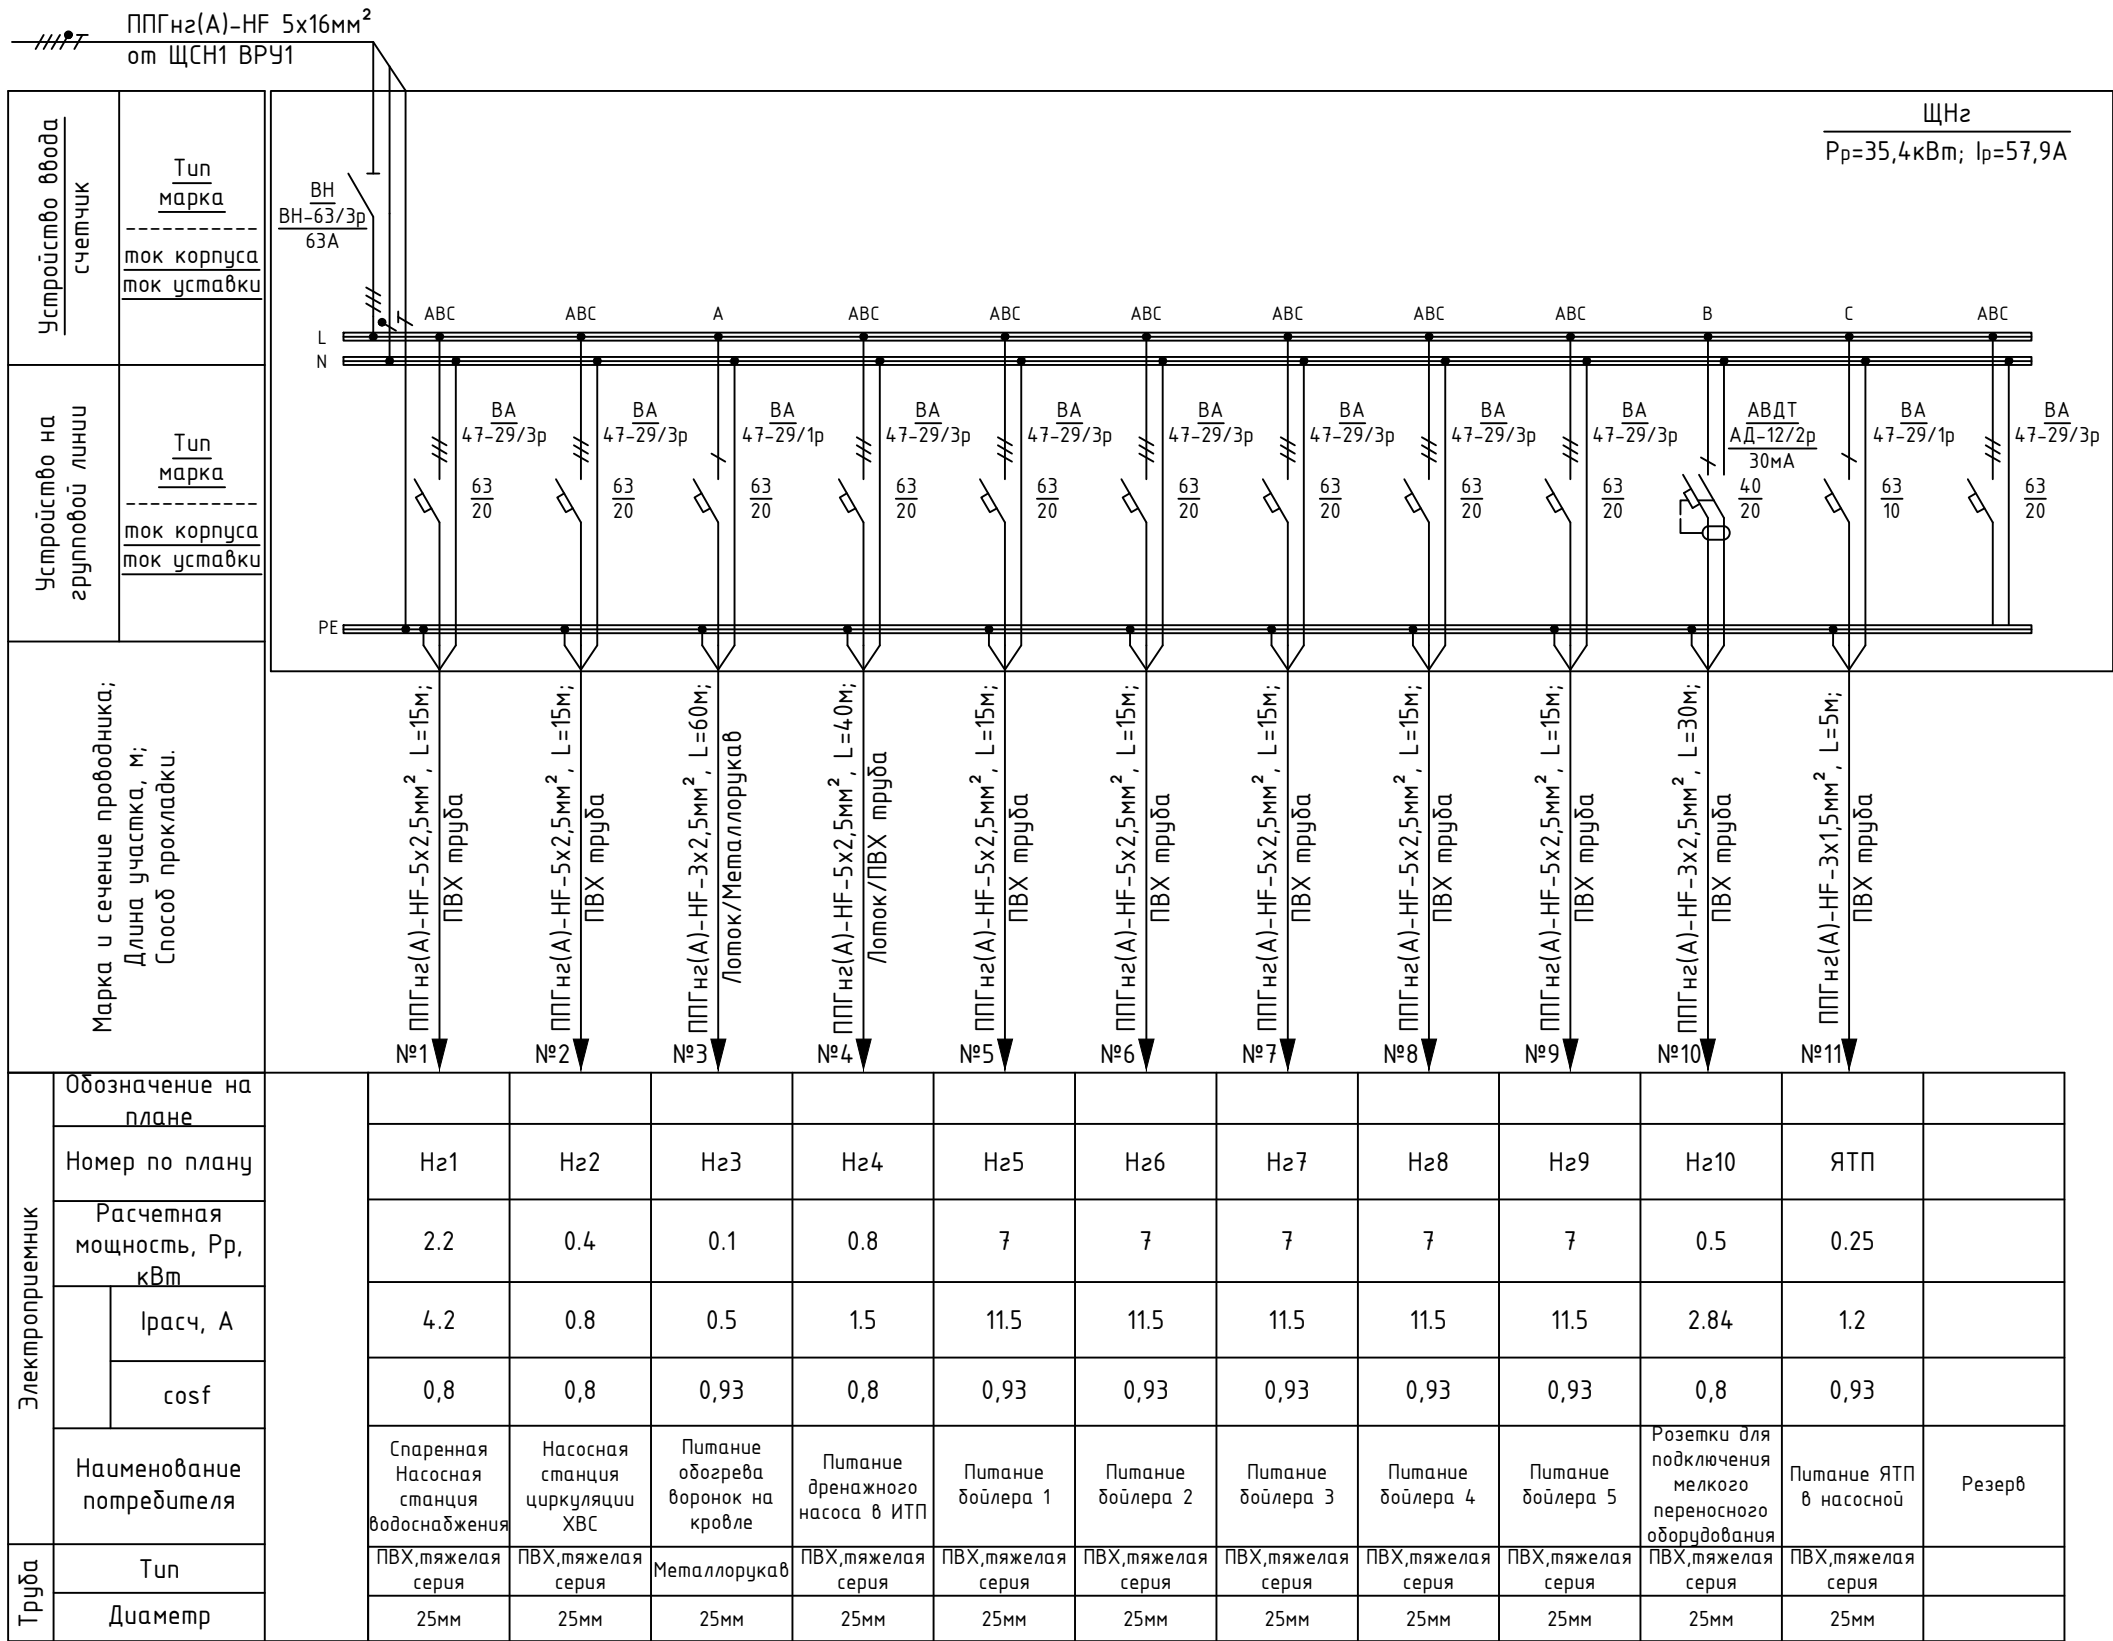 ППГнг(А)-HF 5х16мм²
от ЩСН1 ВРУ1
ЩНг
Рр=35,4кВт; Iр=57,9А
Устройство ввода
счетчик
Тип
марка
ток корпуса
ток уставки
ВН
ВН-63/3р
63А
ABC
ABC
A
ABC
ABC
ABC
ABC
ABC
ABC
B
C
ABC
L
N
Устройство на
групповой линии
Тип
марка
ток корпуса
ток уставки
ВА
47-29/3р
63
20
ВА
47-29/3р
63
20
ВА
47-29/1р
63
20
ВА
47-29/3р
63
20
ВА
47-29/3р
63
20
ВА
47-29/3р
63
20
ВА
47-29/3р
63
20
ВА
47-29/3р
63
20
ВА
47-29/3р
63
20
АВДТ
АД-12/2р
30мА
40
20
ВА
47-29/1р
63
10
ВА
47-29/3р
63
20
PE
Марка и сечение проводника;
Длина участка, м;
Способ прокладки.
ППГнг(А)-HF-5х2,5мм², L=15м;
ПВХ труба
№1
ППГнг(А)-HF-5х2,5мм², L=15м;
ПВХ труба
№2
ППГнг(А)-HF-3х2,5мм², L=60м;
Лоток/Металлорукав
№3
ППГнг(А)-HF-5х2,5мм², L=40м;
Лоток/ПВХ труба
№4
ППГнг(А)-HF-5х2,5мм², L=15м;
ПВХ труба
№5
ППГнг(А)-HF-5х2,5мм², L=15м;
ПВХ труба
№6
ППГнг(А)-HF-5х2,5мм², L=15м;
ПВХ труба
№7
ППГнг(А)-HF-5х2,5мм², L=15м;
ПВХ труба
№8
ППГнг(А)-HF-5х2,5мм², L=15м;
ПВХ труба
№9
ППГнг(А)-HF-3х2,5мм², L=30м;
ПВХ труба
№10
ППГнг(А)-HF-3х1,5мм², L=5м;
ПВХ труба
№11
Электроприемник
Обозначение на
плане
Номер по плану
Нг1
Нг2
Нг3
Нг4
Нг5
Нг6
Нг7
Нг8
Нг9
Нг10
ЯТП
Расчетная
мощность, Рр,
кВт
2.2
0.4
0.1
0.8
7
7
7
7
7
0.5
0.25
Iрасч, А
4.2
0.8
0.5
1.5
11.5
11.5
11.5
11.5
11.5
2.84
1.2
cosf
0,8
0,8
0,93
0,8
0,93
0,93
0,93
0,93
0,93
0,8
0,93
Наименование
потребителя
Спаренная
Насосная
станция
водоснабжения
Насосная
станция
циркуляции
ХВС
Питание
обогрева
воронок на
кровле
Питание
дренажного
насоса в ИТП
Питание
бойлера 1
Питание
бойлера 2
Питание
бойлера 3
Питание
бойлера 4
Питание
бойлера 5
Розетки для
подключения
мелкого
переносного
оборудования
Питание ЯТП
в насосной
Резерв
Труба
Тип
ПВХ,тяжелая
серия
ПВХ,тяжелая
серия
Металлорукав
ПВХ,тяжелая
серия
ПВХ,тяжелая
серия
ПВХ,тяжелая
серия
ПВХ,тяжелая
серия
ПВХ,тяжелая
серия
ПВХ,тяжелая
серия
ПВХ,тяжелая
серия
ПВХ,тяжелая
серия
Диаметр
25мм
25мм
25мм
25мм
25мм
25мм
25мм
25мм
25мм
25мм
25мм